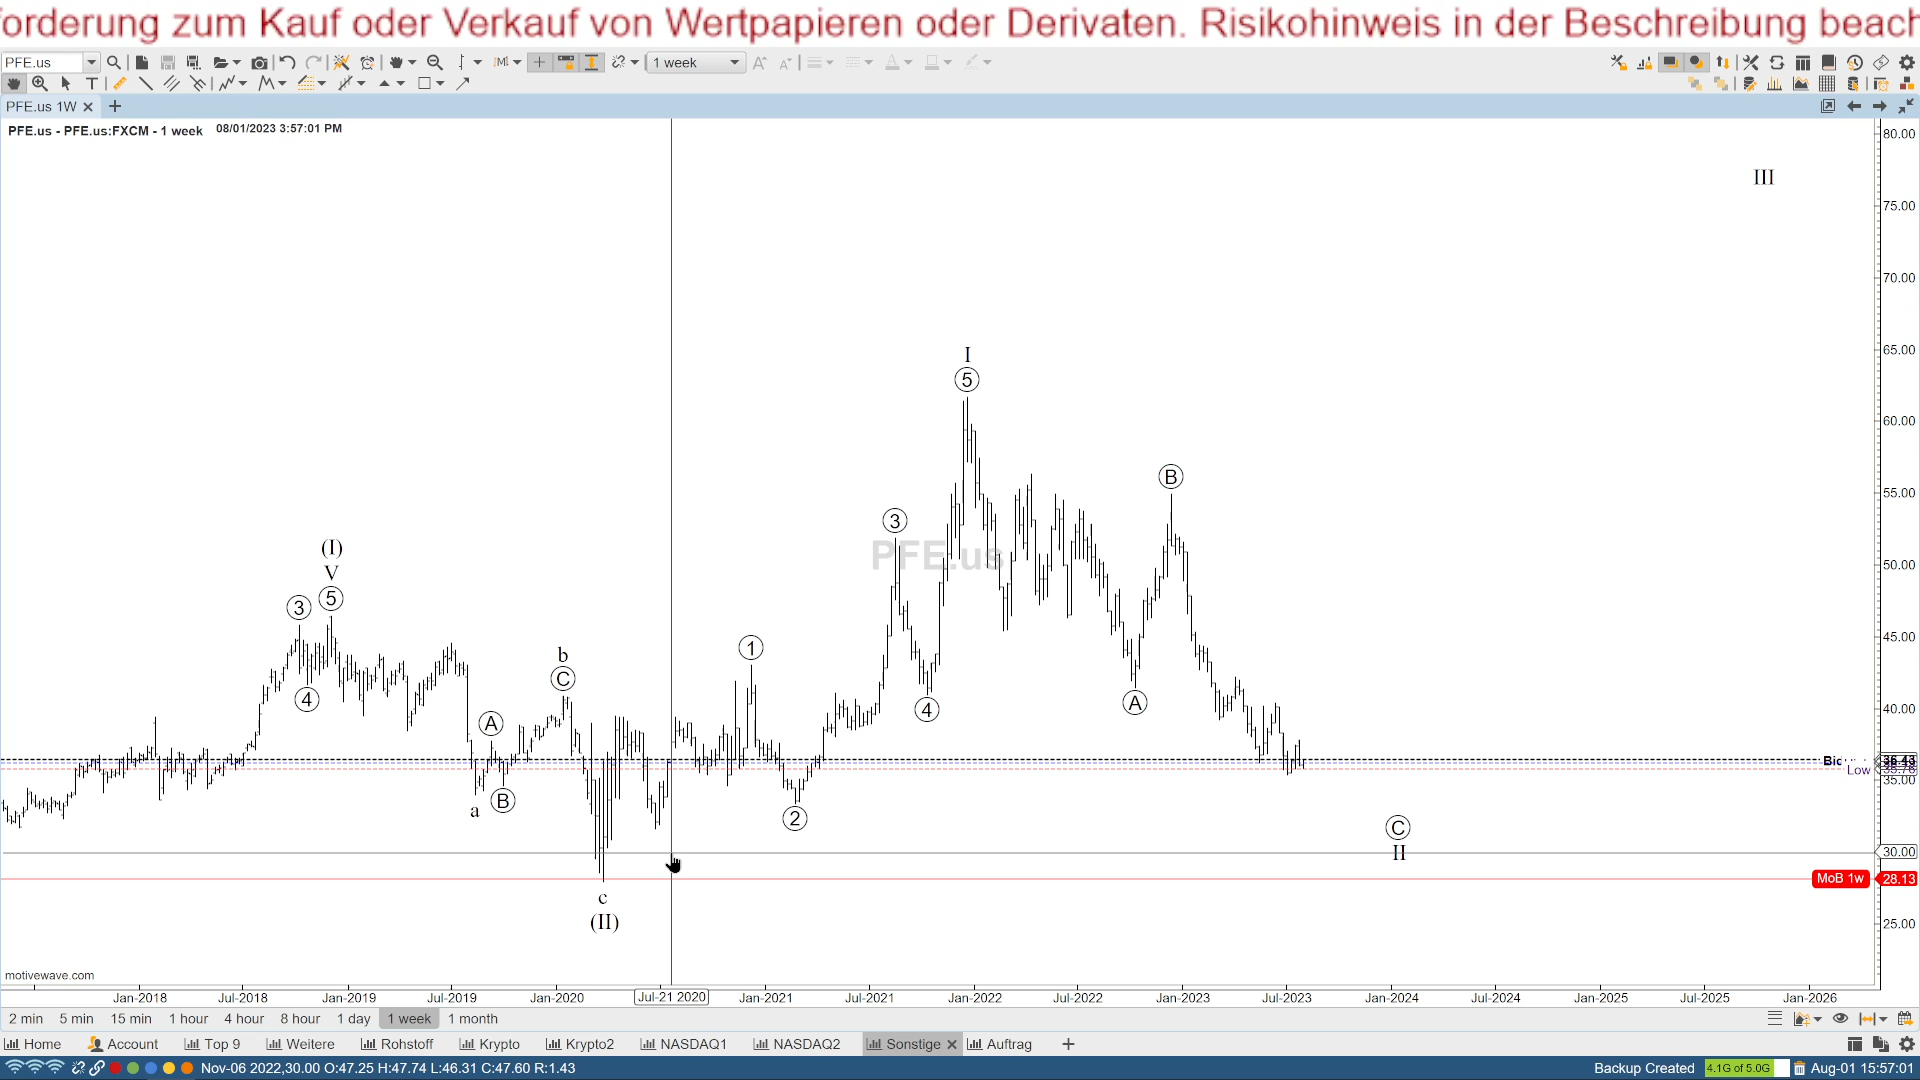 orderung zum Kauf oder Verkauf von Wertpapieren oder Derivaten. Risikohinweis in der Beschreibung beach
PFE.us
1 week
PFE.us 1W
PFE.us - PFE.us:FXCM - 1 week 08/01/2023 3:57:01 PM
80.00
III
75.00
70.00
65.00
I
5
60.00
55.00
B
3
PFE.us
50.00
(I)
V
3 5
45.00
1
b
C
4
A
4
A
40.00
Bid 36.43
Low
35.00
a
B
2
C
II
30.00
MoB 1w 28.13
c
(II)
25.00
motivewave.com
Jan-2018 Jul-2018 Jan-2019 Jul-2019 Jan-2020 Jul-21 2020 Jan-2021 Jul-2021 Jan-2022 Jul-2022 Jan-2023 Jul-2023 Jan-2024 Jul-2024 Jan-2025 Jul-2025 Jan-2026
2 min 5 min 15 min 1 hour 4 hour 8 hour 1 day 1 week 1 month
Home Account Top 9 Weitere Rohstoff Krypto Krypto2 NASDAQ1 NASDAQ2 Sonstige Auftrag
Nov-06 2022,30.00 O:47.25 H:47.74 L:46.31 C:47.60 R:1.43 Backup Created 4.1G of 5.0G Aug-01 15:57:01